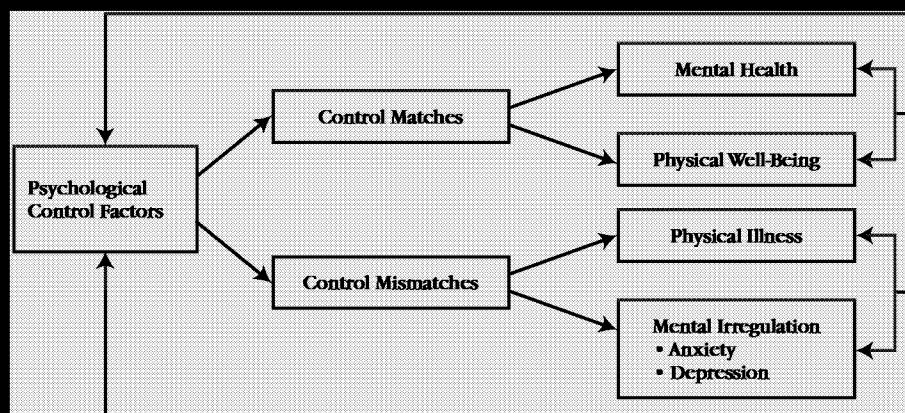 Mental Health
Control Matches
Physical Well-Being
Psychological
Control Factors
Physical Illness
Control Mismatches
Mental Irregulation
• Anxiety
• Depression